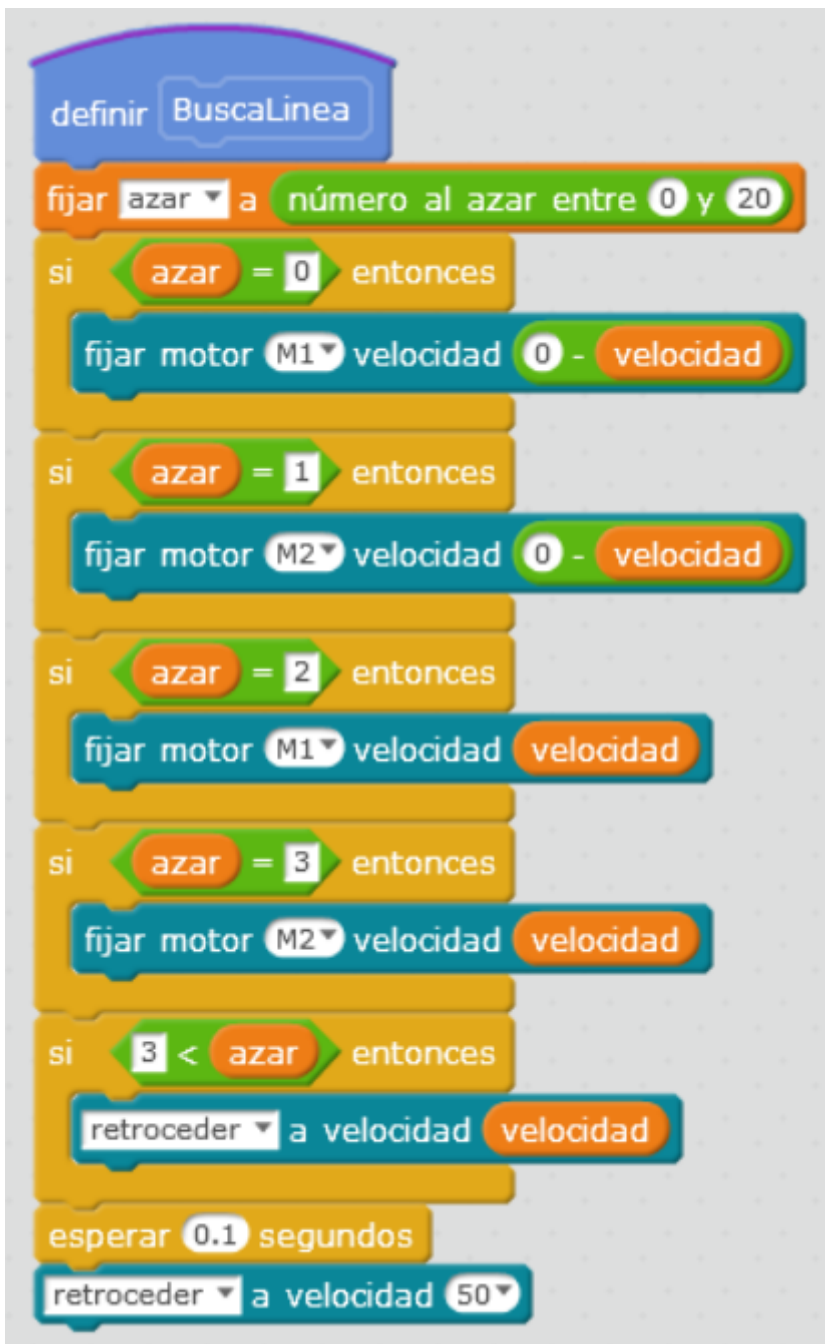 definir BuscaLinea
fijar azar a número al azar entre 0 y 20
si azar = 0 entonces
fijar motor M1 velocidad 0 - velocidad
si azar = 1 entonces
fijar motor M2 velocidad 0 - velocidad
si azar = 2 entonces
fijar motor M1 velocidad velocidad
si azar = 3 entonces
fijar motor M2 velocidad velocidad
si 3 < azar entonces
retroceder a velocidad velocidad
esperar 0.1 segundos
retroceder a velocidad 50